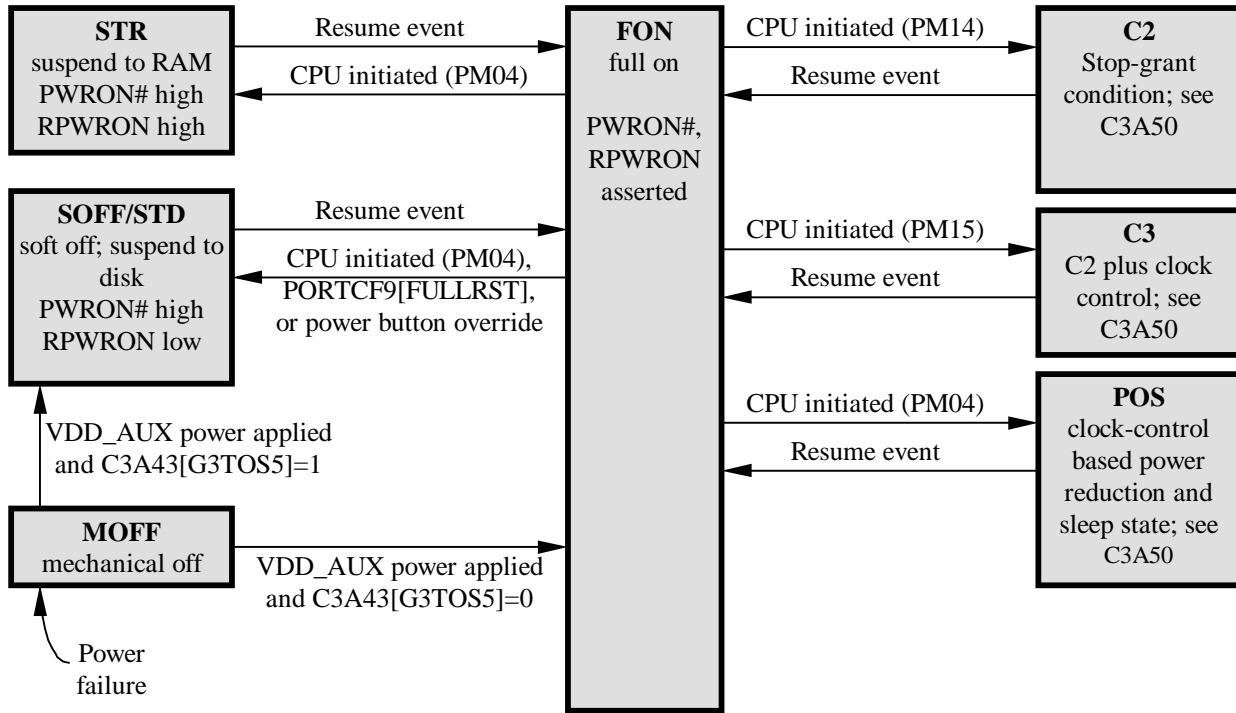 STR
suspend to RAM
PWRON# high
RPWRON high
Resume event
CPU initiated (PM04)
SOFF/STD
soft off; suspend to
disk
PWRON# high
RPWRON low
Resume event
CPU initiated (PM04),
PORTCF9[FULLRST],
or power button override
VDD_AUX power applied
and C3A43[G3TOS5]=1
MOFF
mechanical off
VDD_AUX power applied
and C3A43[G3TOS5]=0
Power
failure
FON
full on
PWRON#,
RPWRON
asserted
CPU initiated (PM14)
Resume event
C2
Stop-grant
condition; see
C3A50
CPU initiated (PM15)
Resume event
C3
C2 plus clock
control; see
C3A50
CPU initiated (PM04)
Resume event
POS
clock-control
based power
reduction and
sleep state; see
C3A50